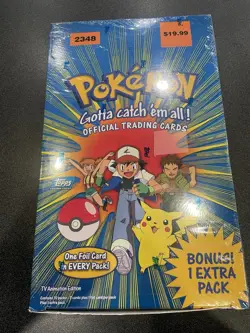 2348
$19.99
POKéMON
Gotta catch 'em all!
OFFICIAL TRADING CARDS
topps
One Foil Card
in EVERY Pack!
BONUS!
1 EXTRA
PACK
TV Animation Edition